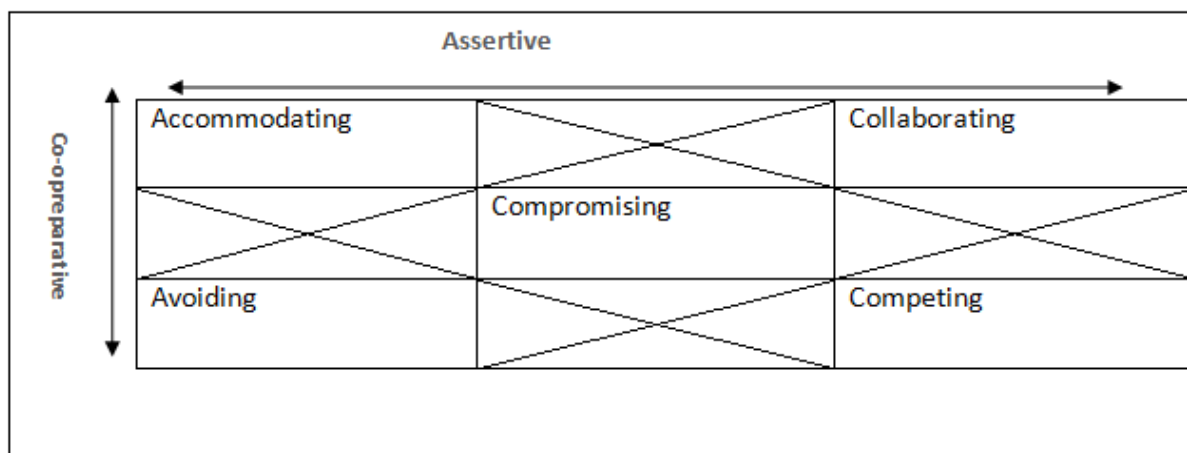 Assertive
Co-opreparative
Accommodating
Collaborating
Compromising
Avoiding
Competing